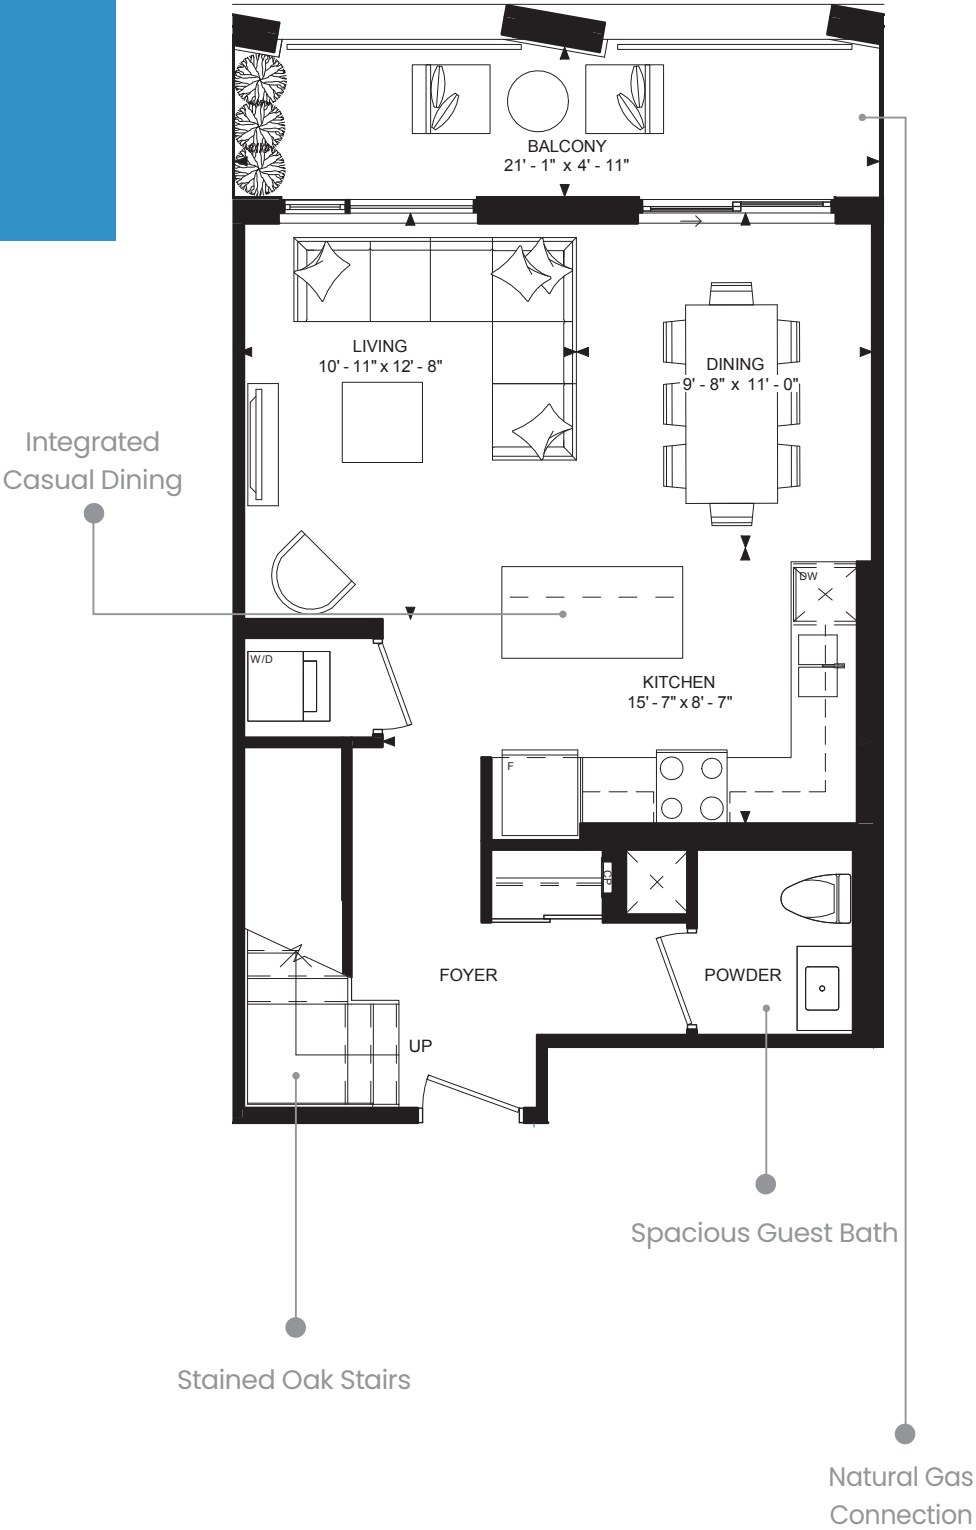 BALCONY
21' - 1" x 4' - 11"
LIVING
10' - 11" x 12' - 8"
DINING
9' - 8" x 11' - 0"
Integrated
Casual Dining
DW
W/D
KITCHEN
15' - 7" x 8' - 7"
F
CP
FOYER
POWDER
UP
Spacious Guest Bath
Stained Oak Stairs
Natural Gas
Connection